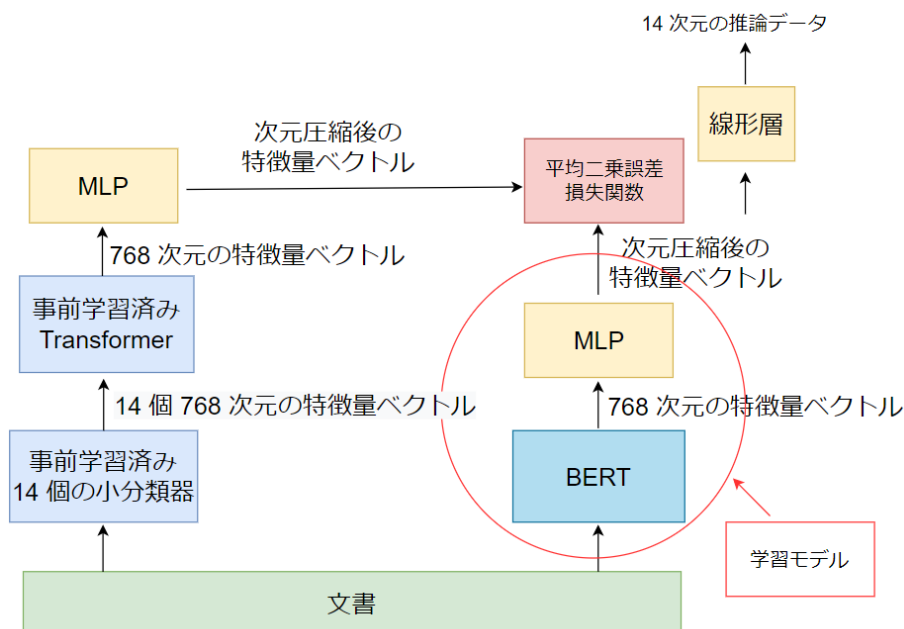 14 次元の推論データ
線形層
次元圧縮後の
特徴量ベクトル
平均二乗誤差
損失関数
MLP
768 次元の特徴量ベクトル
次元圧縮後の
特徴量ベクトル
事前学習済み
Transformer
MLP
14 個 768 次元の特徴量ベクトル
768 次元の特徴量ベクトル
事前学習済み
14 個の小分類器
BERT
学習モデル
文書